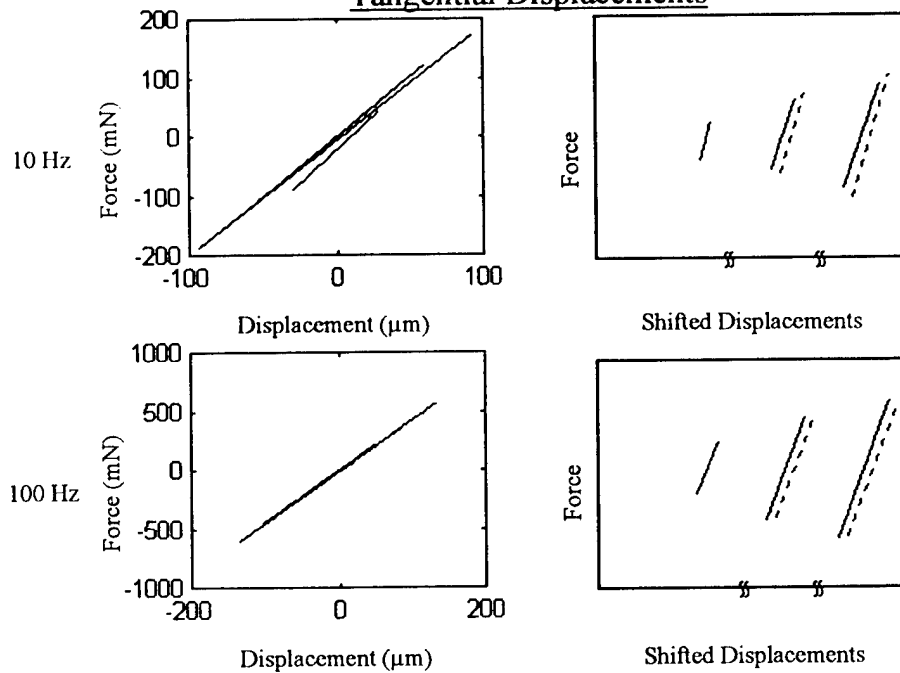 Tangential Displacements
200
100
0
-100
-200
-100
0
100
Force (mN)
10 Hz
Displacement (µm)
Force
Shifted Displacements
1000
500
0
-500
-1000
-200
0
200
Force (mN)
100 Hz
Displacement (µm)
Force
Shifted Displacements